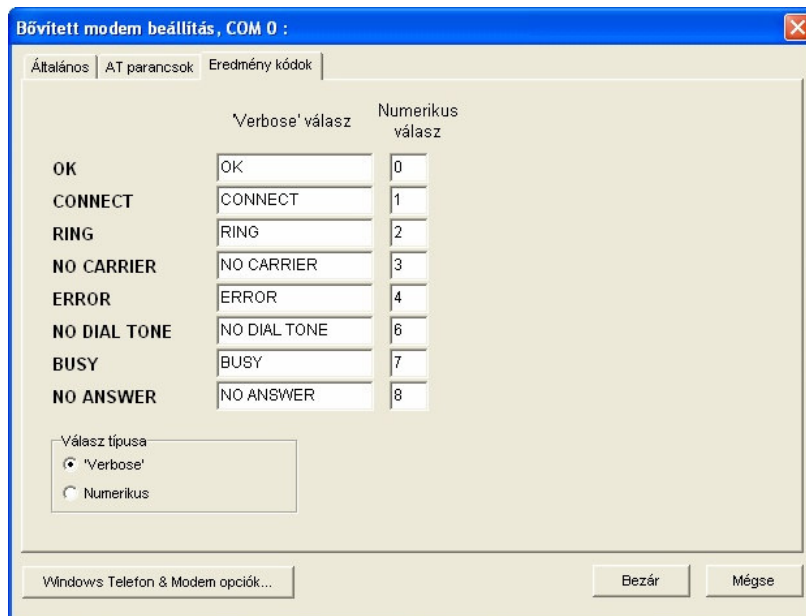 Bővített modem beállítás, COM 0 :
Általános AT parancsok Eredmény kódok
'Verbose' válasz Numerikus válasz
OK OK 0
CONNECT CONNECT 1
RING RING 2
NO CARRIER NO CARRIER 3
ERROR ERROR 4
NO DIAL TONE NO DIAL TONE 6
BUSY BUSY 7
NO ANSWER NO ANSWER 8
Válasz típusa
'Verbose'
Numerikus
Windows Telefon & Modem opciók... Bezár Mégse